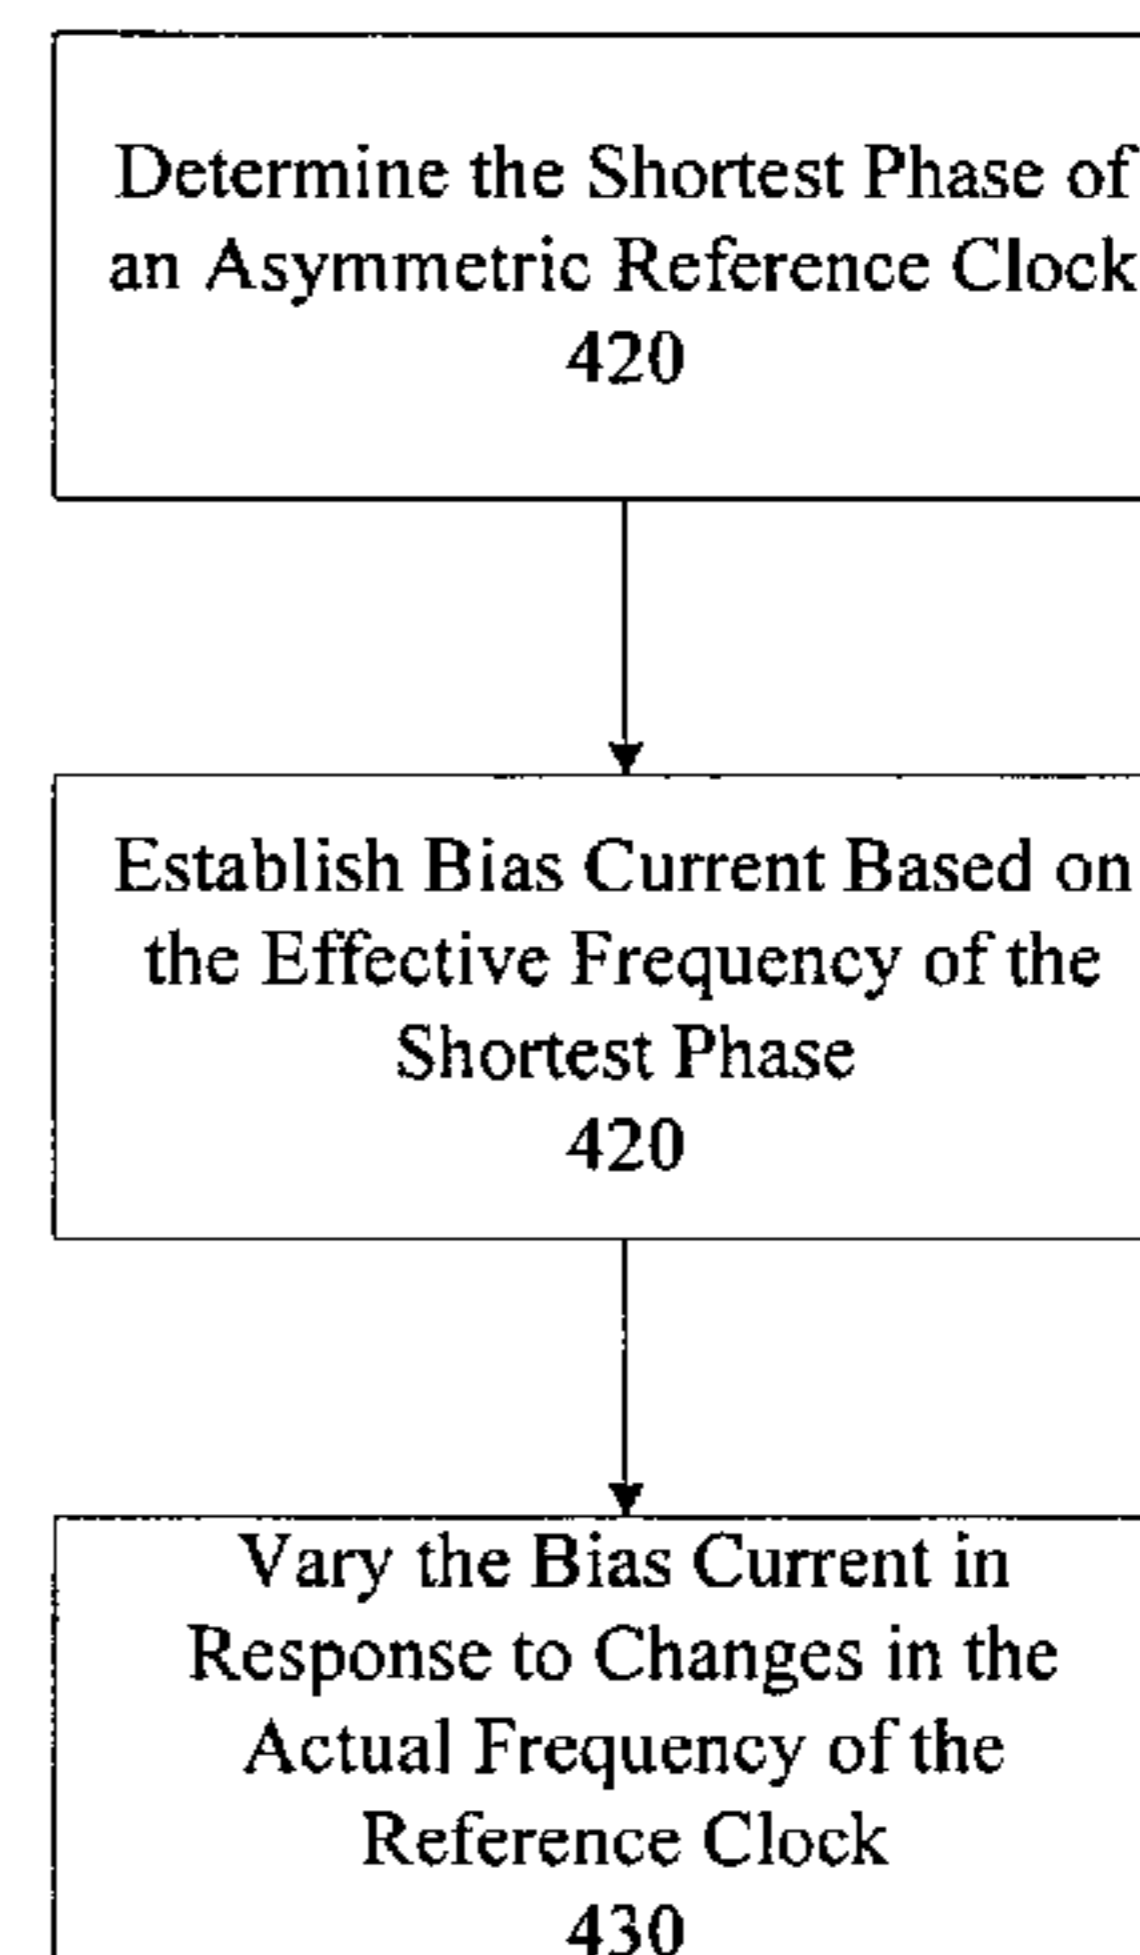 Determine the Shortest Phase of
an Asymmetric Reference Clock
420
Establish Bias Current Based on
the Effective Frequency of the
Shortest Phase
420
Vary the Bias Current in
Response to Changes in the
Actual Frequency of the
Reference Clock
430